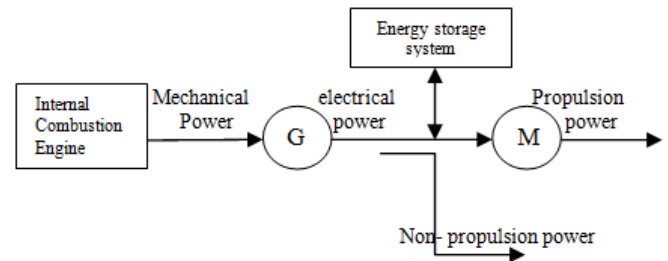 Energy storage
system
Internal
Combustion
Engine
Mechanical
Power
G
electrical
power
M
Propulsion
power
Non- propulsion power